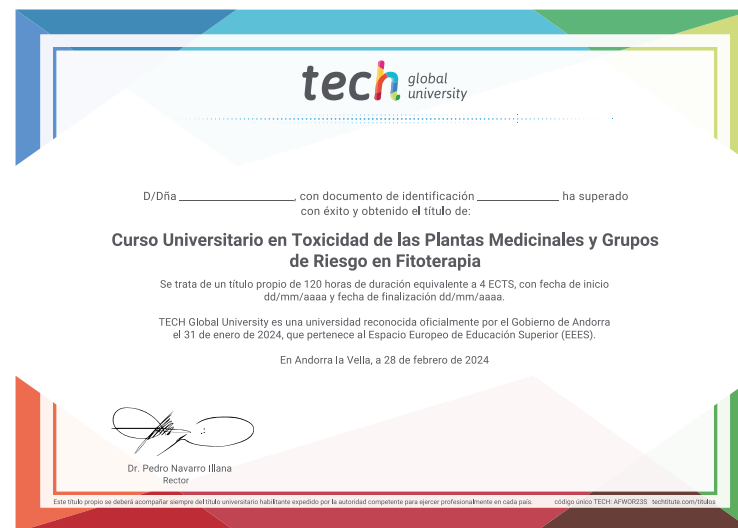 tech global university
D/Dña ____________________, con documento de identificación ______________ ha superado
con éxito y obtenido el título de:
Curso Universitario en Toxicidad de las Plantas Medicinales y Grupos
de Riesgo en Fitoterapia
Se trata de un título propio de 120 horas de duración equivalente a 4 ECTS, con fecha de inicio
dd/mm/aaaa y fecha de finalización dd/mm/aaaa.
TECH Global University es una universidad reconocida oficialmente por el Gobierno de Andorra
el 31 de enero de 2024, que pertenece al Espacio Europeo de Educación Superior (EEES).
En Andorra la Vella, a 28 de febrero de 2024
Dr. Pedro Navarro Illana
Rector
Este título propio se deberá acompañar siempre del título universitario habilitante expedido por la autoridad competente para ejercer profesionalmente en cada país. código único TECH: AFWOR23S techtitute.com/titulos